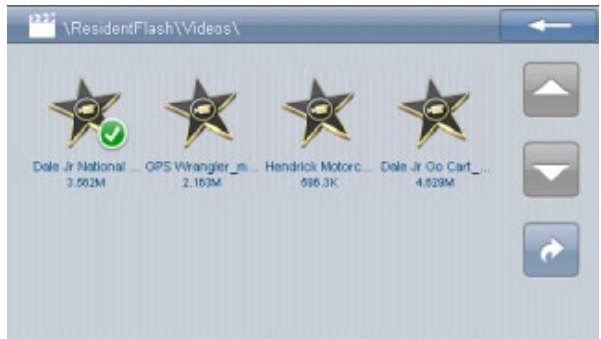 \ResidentFlash\Videos\
Dale Jr National ...
GPS Wrangler_m...
Hendrick Motorc...
Dale Jr Go Cart_...
3.562M
2.163M
596.3K
4.629M